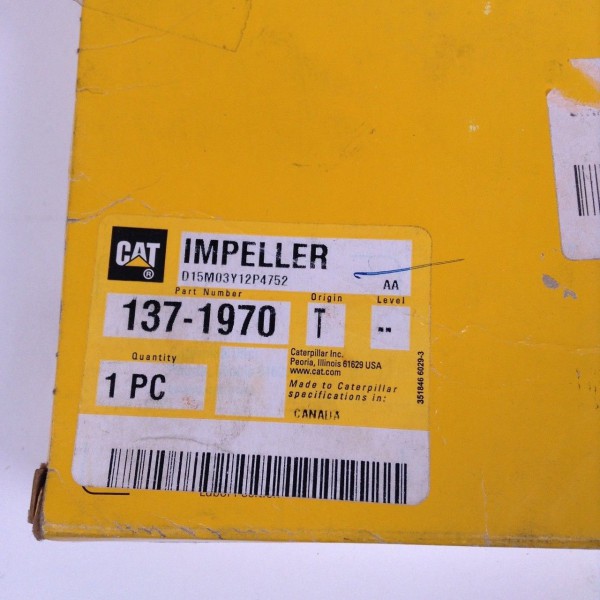 CAT ®
IMPELLER
D15M03Y12P4752
AA
Part Number
Origin
Level
137-1970
T
--
Quantity
1 PC
Caterpillar Inc.
Peoria, Illinois 61629 USA
www.cat.com
Made to Caterpillar
specifications in:
CANADA
351846 6029-3